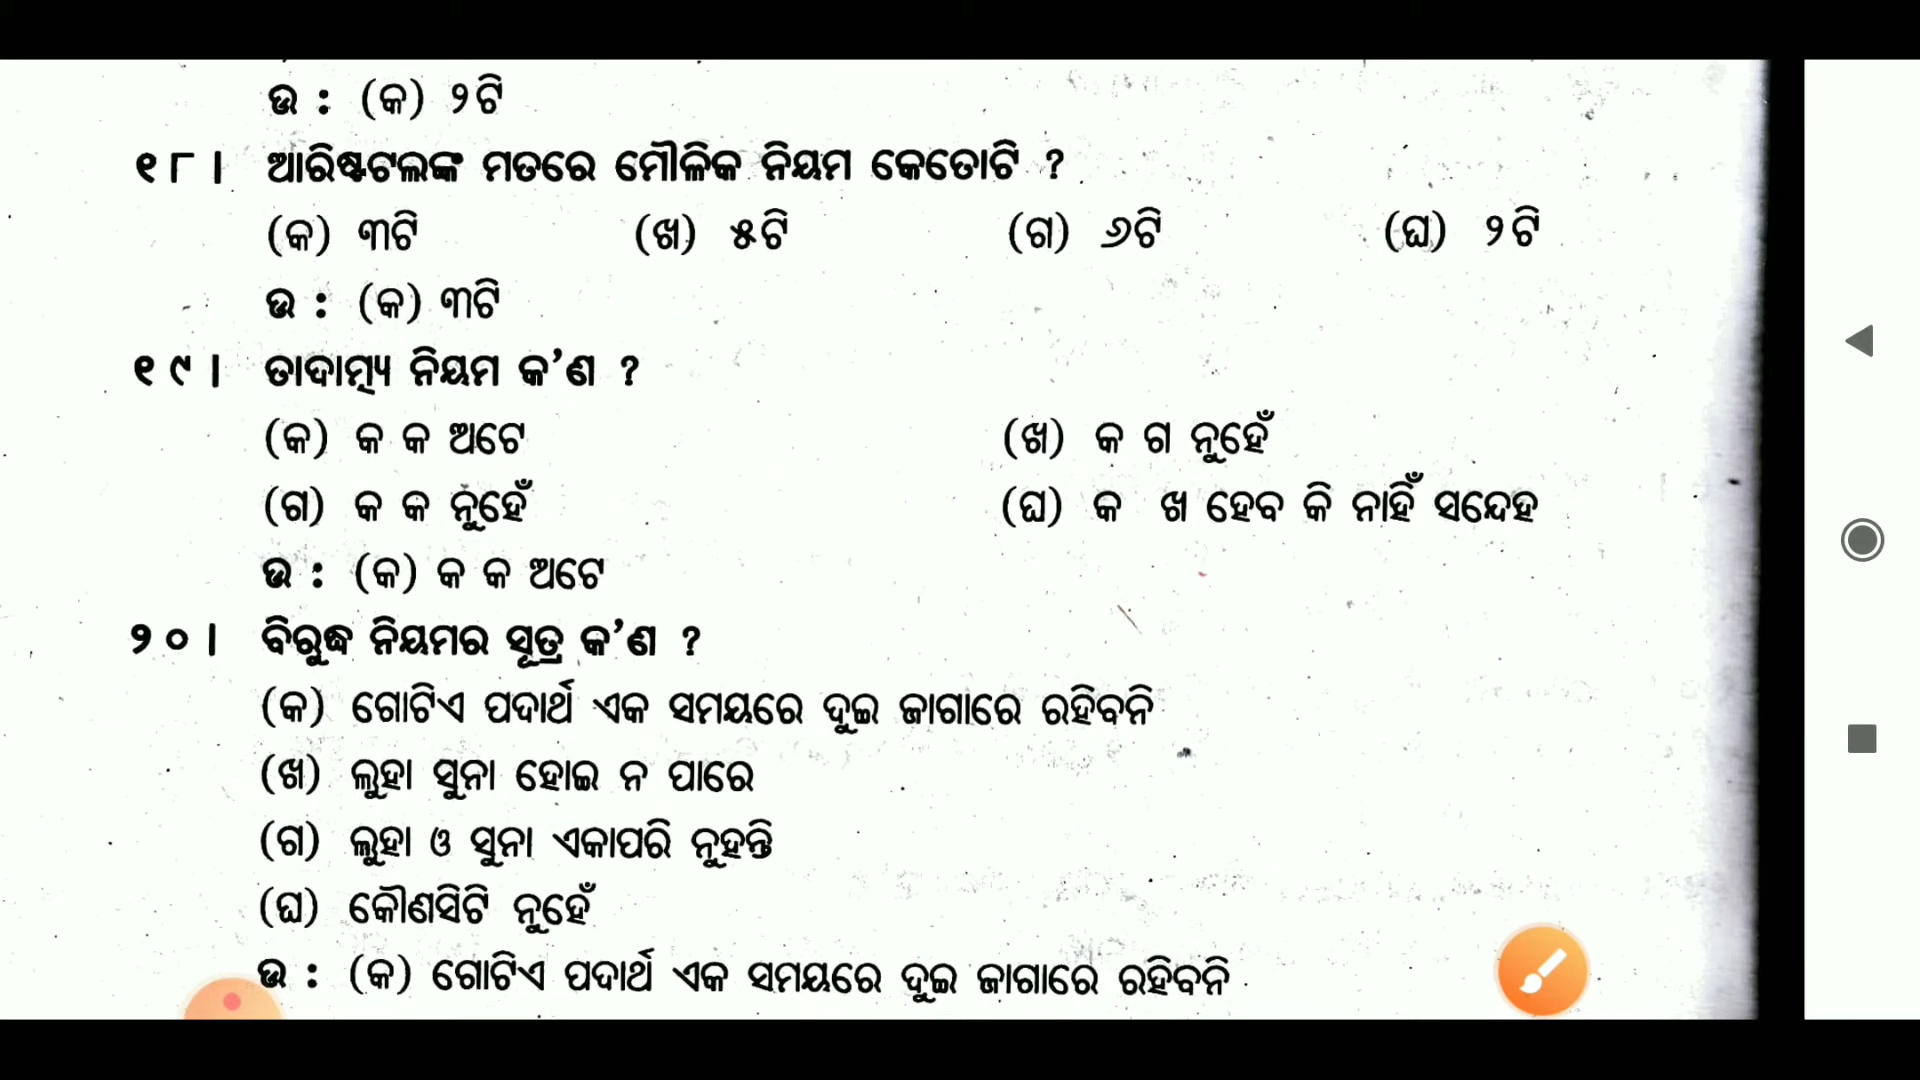 ଉ : (କ) ୨ଟି
୧୮ । ଆରିଷ୍ଟଟଲଙ୍କ ମତରେ ମୌଳିକ ନିୟମ କେତୋଟି ?
(କ) ୩ଟି (ଖ) ୫ଟି (ଗ) ୬ଟି (ଘ) ୨ଟି
ଉ : (କ) ୩ଟି
୧୯ । ତାଦାତ୍ମ୍ୟ ନିୟମ କ'ଣ ?
(କ) କ କ ଅଟେ (ଖ) କ ଗ ନୁହେଁ
(ଗ) କ କ ନୁହେଁ (ଘ) କ ଖ ହେବ କି ନାହିଁ ସନ୍ଦେହ
ଉ : (କ) କ କ ଅଟେ
୨୦ । ବିରୁଦ୍ଧ ନିୟମର ସୂତ୍ର କ'ଣ ?
(କ) ଗୋଟିଏ ପଦାର୍ଥ ଏକ ସମୟରେ ଦୁଇ ଜାଗାରେ ରହିବନି
(ଖ) ଲୁହା ସୁନା ହୋଇ ନ ପାରେ
(ଗ) ଲୁହା ଓ ସୁନା ଏକାପରି ନୁହନ୍ତି
(ଘ) କୌଣସିଟି ନୁହେଁ
ଉ : (କ) ଗୋଟିଏ ପଦାର୍ଥ ଏକ ସମୟରେ ଦୁଇ ଜାଗାରେ ରହିବନି